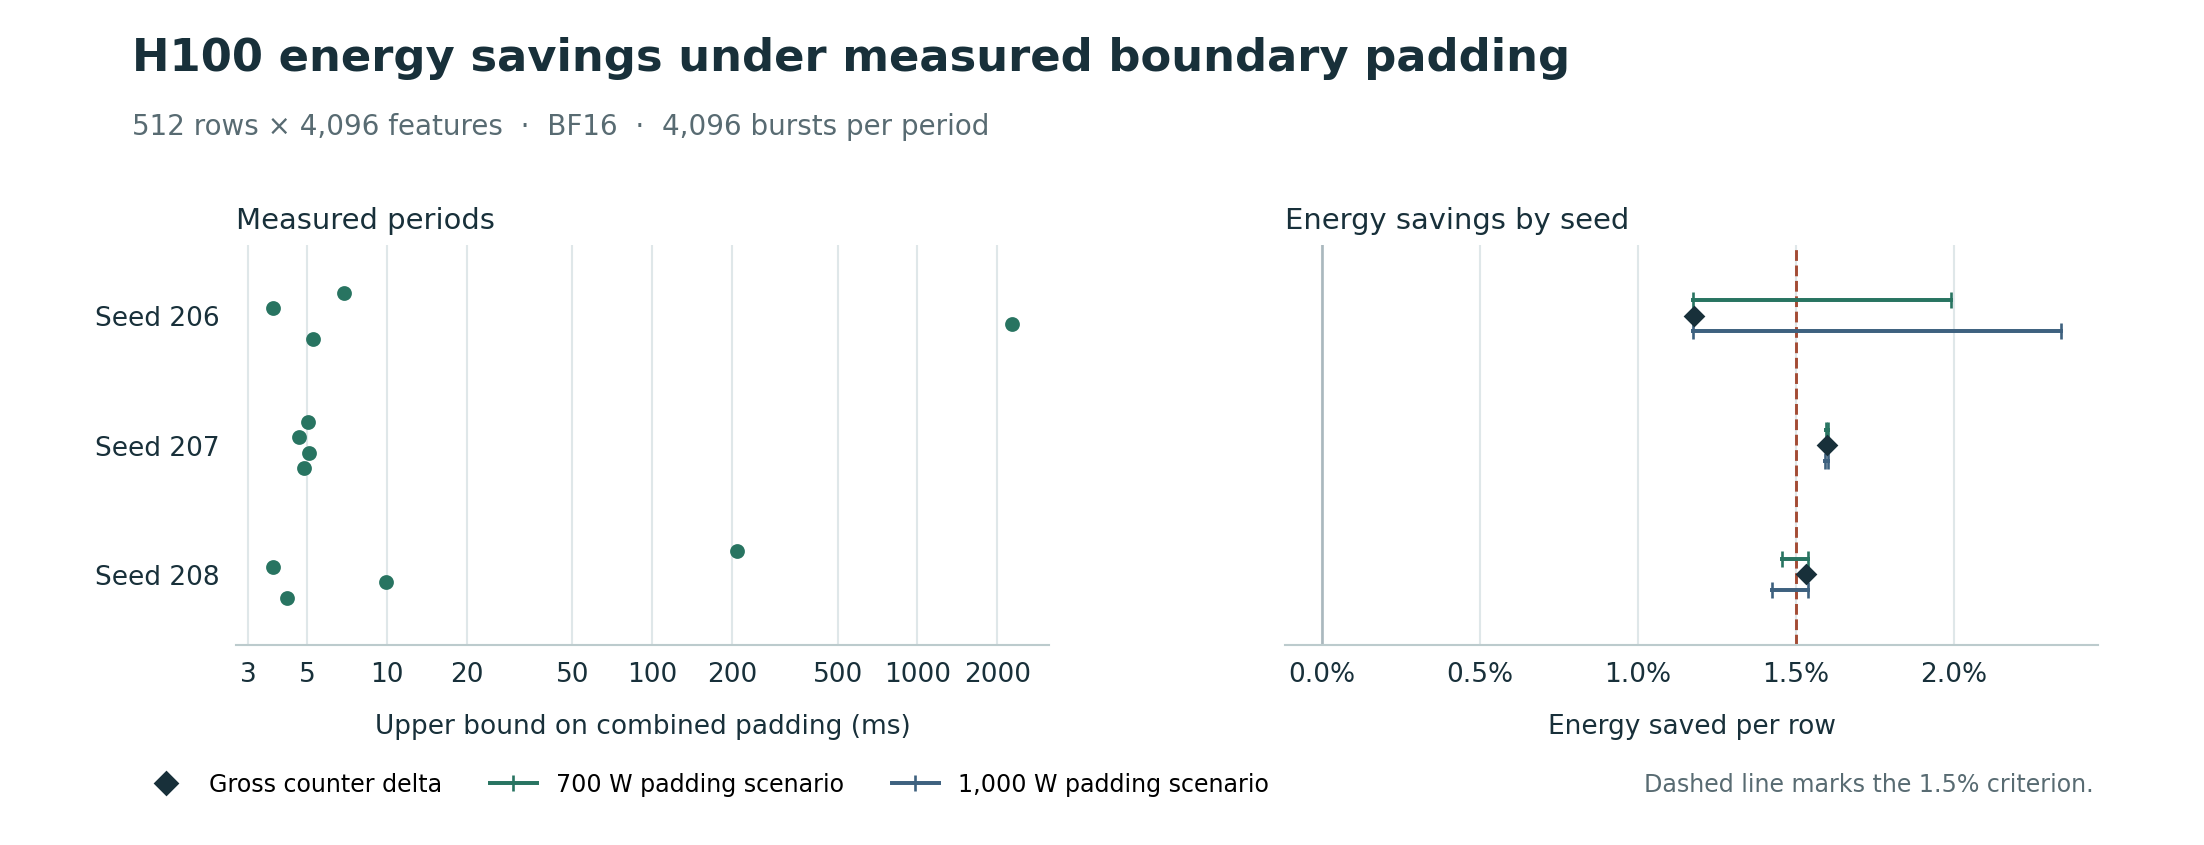 H100 energy savings under measured boundary padding
512 rows × 4,096 features · BF16 · 4,096 bursts per period
Measured periods
Seed 206
Seed 207
Seed 208
3 5 10 20 50 100 200 500 1000 2000
Upper bound on combined padding (ms)
Energy savings by seed
0.0% 0.5% 1.0% 1.5% 2.0%
Energy saved per row
Gross counter delta 700 W padding scenario 1,000 W padding scenario
Dashed line marks the 1.5% criterion.